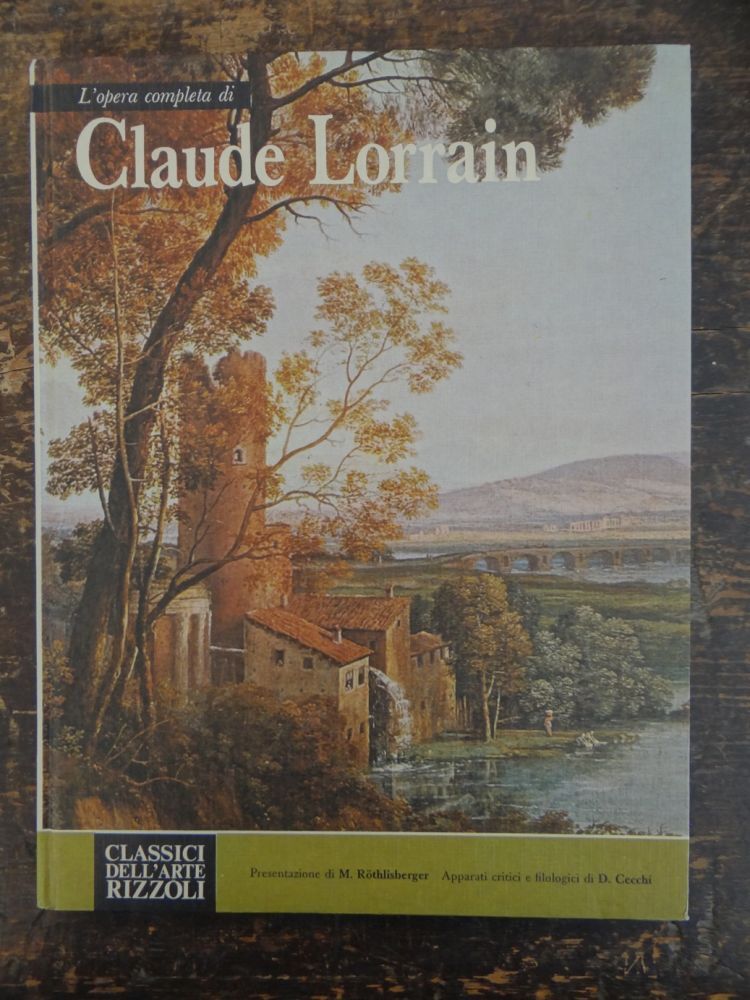 L'opera completa di
Claude Lorrain
CLASSICI
DELL'ARTE
RIZZOLI
Presentazione di M. Röthlisberger Apparati critici e filologici di D. Cecchi